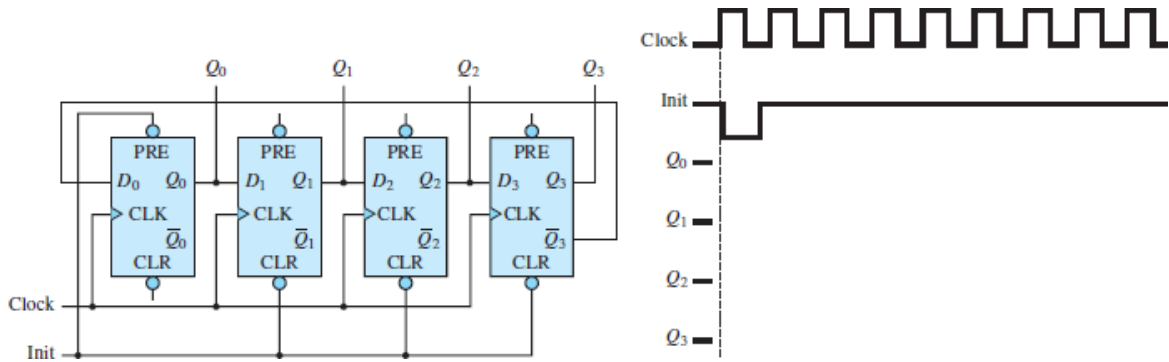 Q₀ Q₁ Q₂ Q₃
PRE PRE PRE PRE
D₀ Q₀ D₁ Q₁ D₂ Q₂ D₃ Q₃
CLK CLK CLK CLK
Q̅₀ Q̅₁ Q̅₂ Q̅₃
CLR CLR CLR CLR
Clock
Init
Clock
Init
Q₀
Q₁
Q₂
Q₃